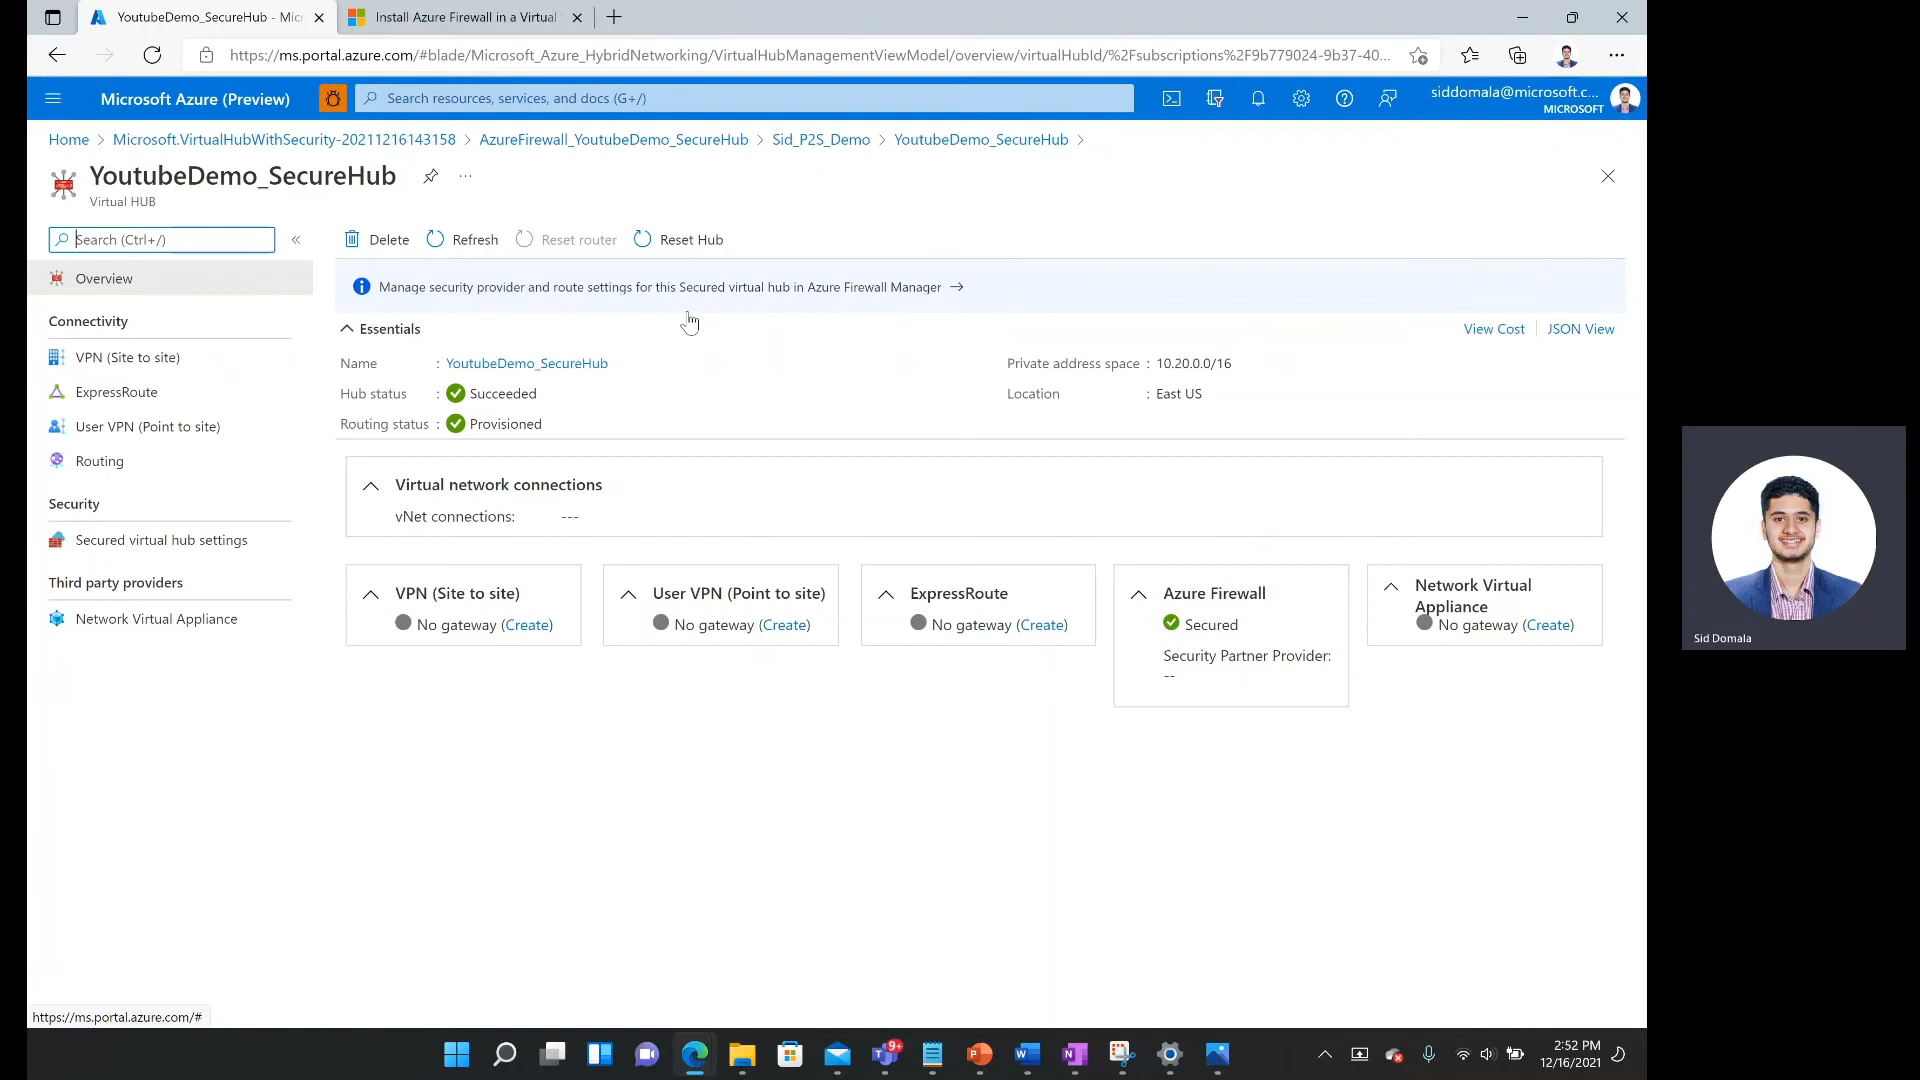 YoutubeDemo_SecureHub - Mic
Install Azure Firewall in a Virtual
https://ms.portal.azure.com/#blade/Microsoft_Azure_HybridNetworking/VirtualHubManagementViewModel/overview/virtualHubId/%2Fsubscriptions%2F9b779024-9b37-40...
Microsoft Azure (Preview)
Search resources, services, and docs (G+/)
siddomala@microsoft.c...
MICROSOFT
Home > Microsoft.VirtualHubWithSecurity-20211216143158 > AzureFirewall_YoutubeDemo_SecureHub > Sid_P2S_Demo > YoutubeDemo_SecureHub >
YoutubeDemo_SecureHub
Virtual HUB
Search (Ctrl+/)
Overview
Connectivity
VPN (Site to site)
ExpressRoute
User VPN (Point to site)
Routing
Security
Secured virtual hub settings
Third party providers
Network Virtual Appliance
Delete Refresh Reset router Reset Hub
Manage security provider and route settings for this Secured virtual hub in Azure Firewall Manager →
Essentials
View Cost JSON View
Name : YoutubeDemo_SecureHub
Hub status : Succeeded
Routing status : Provisioned
Private address space : 10.20.0.0/16
Location : East US
Virtual network connections
vNet connections: ---
VPN (Site to site)
No gateway (Create)
User VPN (Point to site)
No gateway (Create)
ExpressRoute
No gateway (Create)
Azure Firewall
Secured
Security Partner Provider:
--
Network Virtual
Appliance
No gateway (Create)
Sid Domala
https://ms.portal.azure.com/#
9+
2:52 PM
12/16/2021